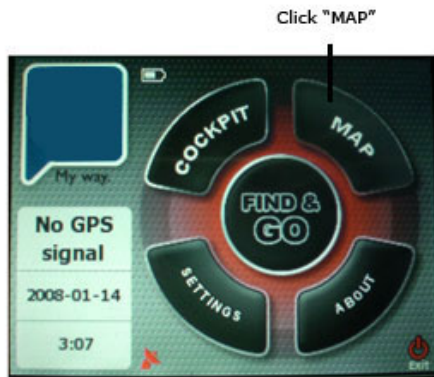 Click "MAP"
COCKPIT
MAP
My way.
FIND &
GO
No GPS
signal
2008-01-14
SETTINGS
ABOUT
3:07
Exit